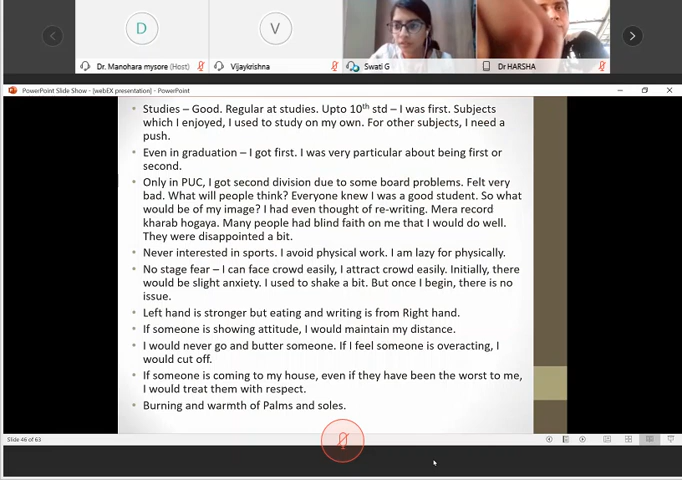 D
V
Dr. Manohara mysore (Host)
Vijaykrishna
Swati G
Dr HARSHA
PowerPoint Slide Show - [webEX presentation] - PowerPoint
Studies – Good. Regular at studies. Upto 10th std – I was first. Subjects
which I enjoyed, I used to study on my own. For other subjects, I need a
push.
Even in graduation – I got first. I was very particular about being first or
second.
Only in PUC, I got second division due to some board problems. Felt very
bad. What will people think? Everyone knew I was a good student. So what
would be of my image? I had even thought of re-writing. Mera record
kharab hogaya. Many people had blind faith on me that I would do well.
They were disappointed a bit.
Never interested in sports. I avoid physical work. I am lazy for physically.
No stage fear – I can face crowd easily, I attract crowd easily. Initially, there
would be slight anxiety. I used to shake a bit. But once I begin, there is no
issue.
Left hand is stronger but eating and writing is from Right hand.
If someone is showing attitude, I would maintain my distance.
I would never go and butter someone. If I feel someone is overacting, I
would cut off.
If someone is coming to my house, even if they have been the worst to me,
I would treat them with respect.
Burning and warmth of Palms and soles.
Slide 46 of 63